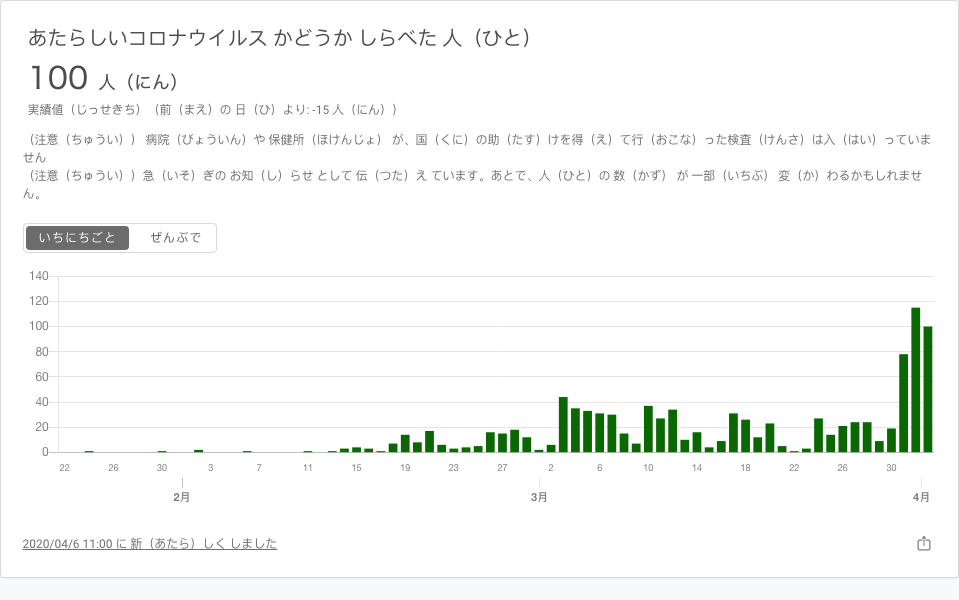 あたらしいコロナウイルス かどうか しらべた 人（ひと）
100 人（にん）
実績値（じっせきち）（前（まえ）の 日（ひ）より: -15 人（にん））
（注意（ちゅうい）） 病院（びょういん）や 保健所（ほけんじょ） が、国（くに）の助（たす）けを得（え）て行（おこな）った検査（けんさ）は入（はい）っていま
せん
（注意（ちゅうい））急（いそ）ぎの お知（し）らせ として 伝（つた）え ています。あとで、人（ひと）の 数（かず） が 一部（いちぶ） 変（か）わるかもしれませ
ん。
いちにちごと ぜんぶで
140
120
100
80
60
40
20
0
22 26 30 3 7 11 15 19 23 27 2 6 10 14 18 22 26 30
2月 3月 4月
2020/04/6 11:00 に 新（あたら）しく しました